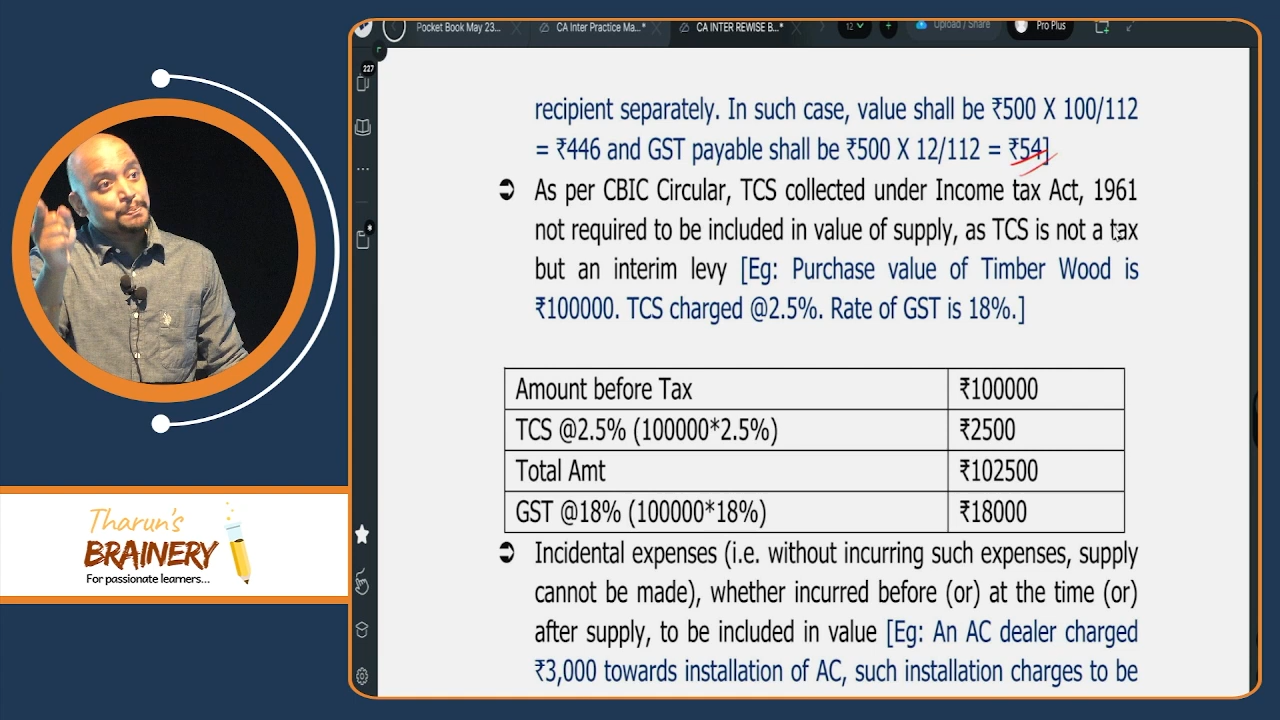 Pocket Book May 23...
CA Inter Practice Ma...*
CA INTER REWISE B...*
12
Upload / Share
Pro Plus
227
recipient separately. In such case, value shall be ₹500 X 100/112
= ₹446 and GST payable shall be ₹500 X 12/112 = ₹54]
➲ As per CBIC Circular, TCS collected under Income tax Act, 1961
not required to be included in value of supply, as TCS is not a tax
but an interim levy [Eg: Purchase value of Timber Wood is
₹100000. TCS charged @2.5%. Rate of GST is 18%.]
Amount before Tax ₹100000
TCS @2.5% (100000*2.5%) ₹2500
Total Amt ₹102500
GST @18% (100000*18%) ₹18000
➲ Incidental expenses (i.e. without incurring such expenses, supply
cannot be made), whether incurred before (or) at the time (or)
after supply, to be included in value [Eg: An AC dealer charged
₹3,000 towards installation of AC, such installation charges to be
Tharun's
BRAINERY
For passionate learners...